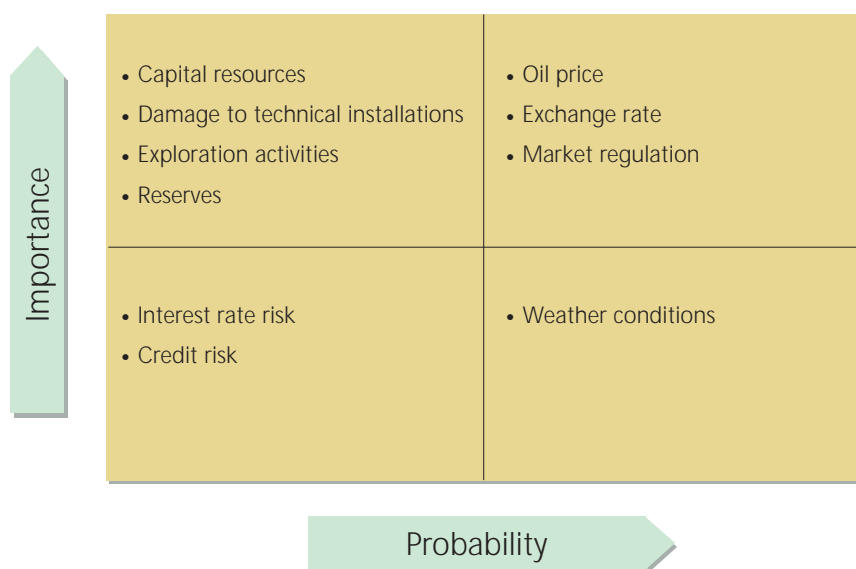 • Capital resources
• Damage to technical installations
• Exploration activities
• Reserves
• Oil price
• Exchange rate
• Market regulation
Importance
• Interest rate risk
• Credit risk
• Weather conditions
Probability